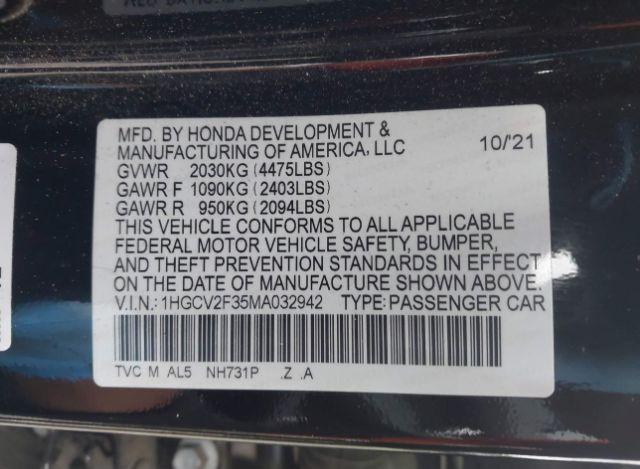 MFD. BY HONDA DEVELOPMENT &
MANUFACTURING OF AMERICA, LLC 10/'21
GVWR 2030KG (4475LBS)
GAWR F 1090KG (2403LBS)
GAWR R 950KG (2094LBS)
THIS VEHICLE CONFORMS TO ALL APPLICABLE
FEDERAL MOTOR VEHICLE SAFETY, BUMPER,
AND THEFT PREVENTION STANDARDS IN EFFECT
ON THE DATE OF MANUFACTURE SHOWN ABOVE.
V.I.N.: 1HGCV2F35MA032942 TYPE: PASSENGER CAR
TVC M AL5 NH731P .Z .A